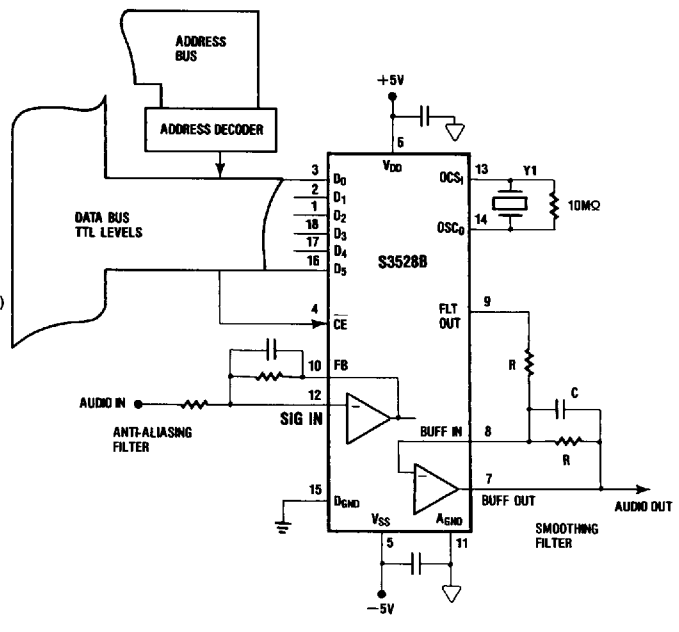 ADDRESS
BUS
ADDRESS DECODER
DATA BUS
TTL LEVELS
)
+5V
6
VDD
3 D0
2 D1
1 D2
18 D3
17 D4
16 D5
4 CE
S3528B
OCS1 13 Y1
10MΩ
OSC0 14
FLT
OUT
9
R
C
10 FB
AUDIO IN
12
SIG IN
ANTI-ALIASING
FILTER
BUFF IN 8
R
7
BUFF OUT
AUDIO OUT
15 DGND
VSS AGND
SMOOTHING
FILTER
5 11
−5V